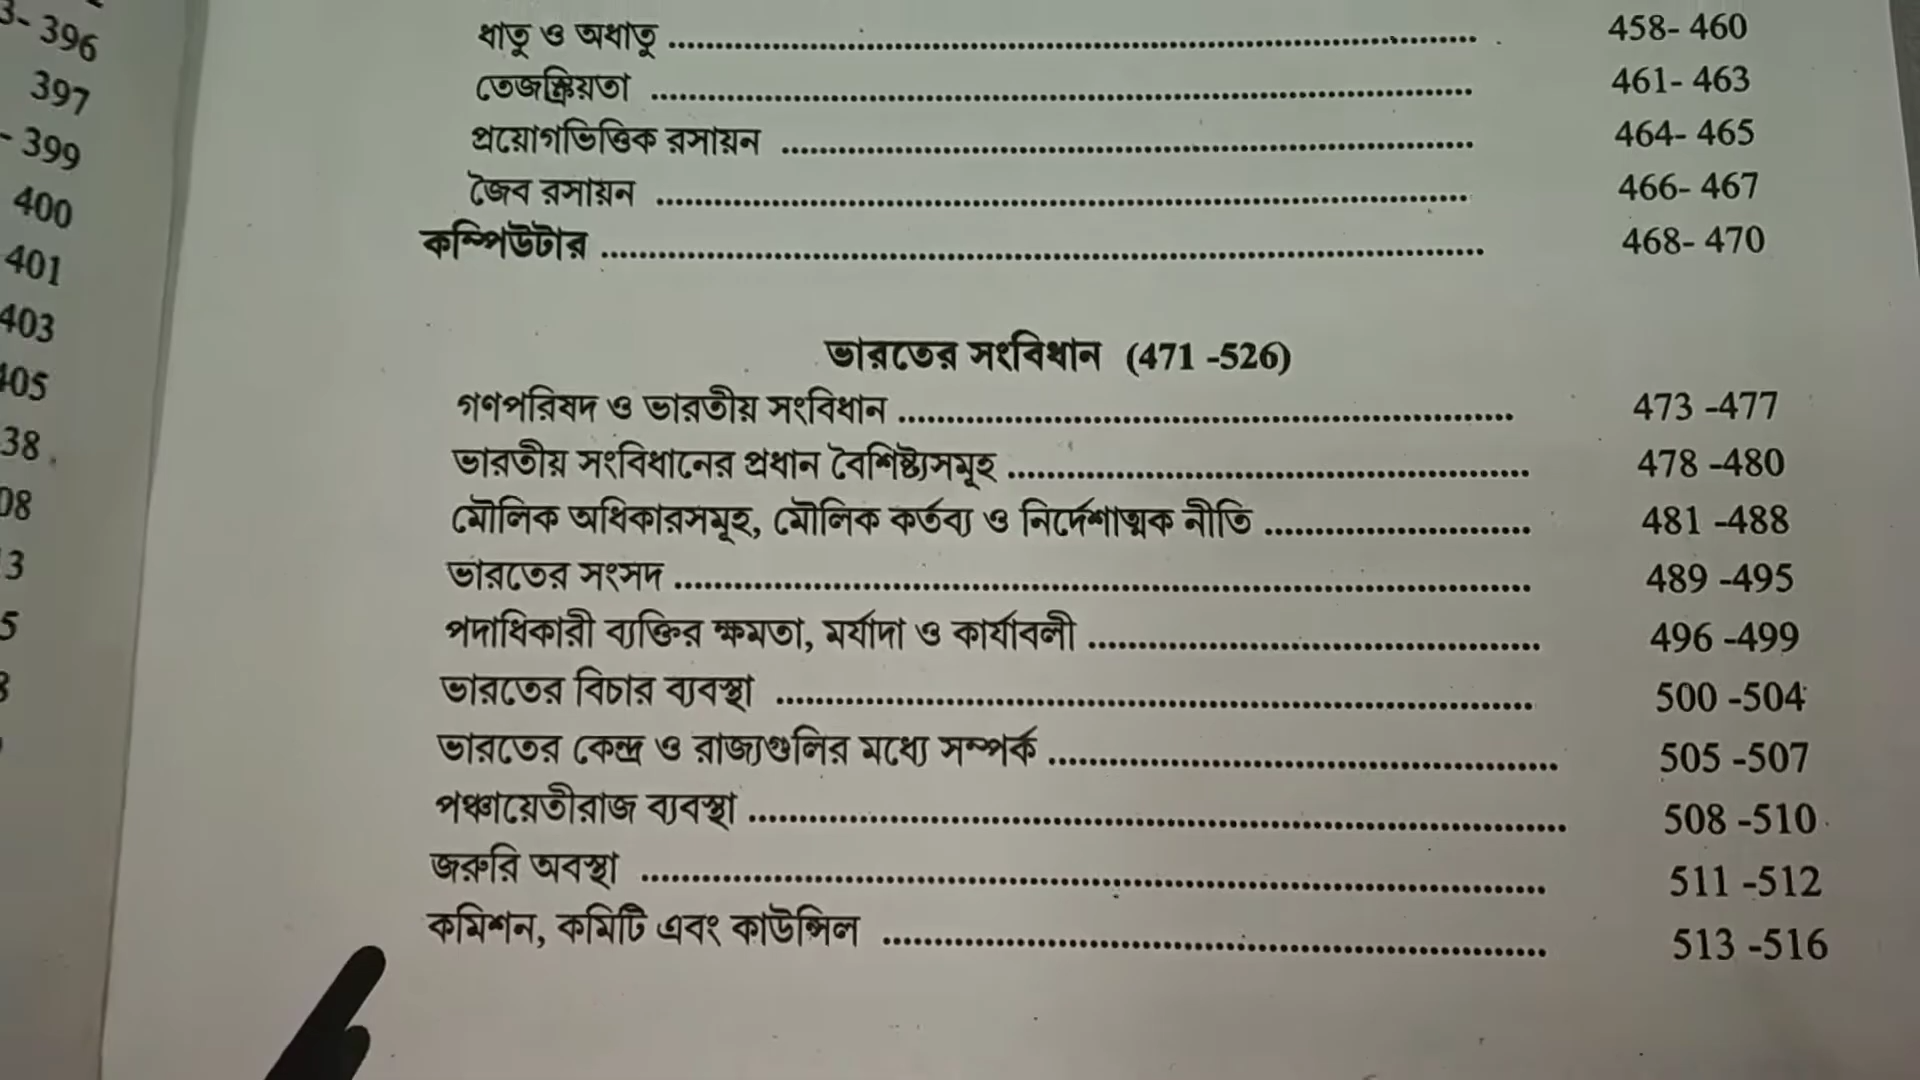 3- 396
397
- 399
400
401
403
405
38
08
13
5
8
ধাতু ও অধাতু ........................................ 458- 460
তেজস্ক্রিয়তা ........................................ 461- 463
প্রয়োগভিত্তিক রসায়ন ........................................ 464- 465
জৈব রসায়ন ........................................ 466- 467
কম্পিউটার ........................................ 468- 470
ভারতের সংবিধান (471 -526)
গণপরিষদ ও ভারতীয় সংবিধান ........................................ 473 -477
ভারতীয় সংবিধানের প্রধান বৈশিষ্ট্যসমূহ ........................................ 478 -480
মৌলিক অধিকারসমূহ, মৌলিক কর্তব্য ও নির্দেশাত্মক নীতি ........................................ 481 -488
ভারতের সংসদ ........................................ 489 -495
পদাধিকারী ব্যক্তির ক্ষমতা, মর্যাদা ও কার্যাবলী ........................................ 496 -499
ভারতের বিচার ব্যবস্থা ........................................ 500 -504
ভারতের কেন্দ্র ও রাজ্যগুলির মধ্যে সম্পর্ক ........................................ 505 -507
পঞ্চায়েতীরাজ ব্যবস্থা ........................................ 508 -510
জরুরি অবস্থা ........................................ 511 -512
কমিশন, কমিটি এবং কাউন্সিল ........................................ 513 -516